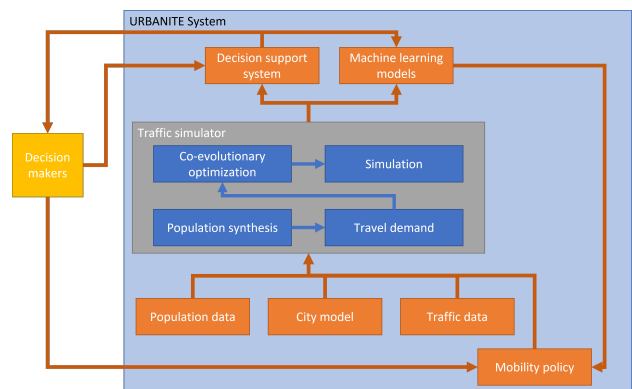 URBANITE System
Decision support
system
Machine learning
models
Traffic simulator
Decision
makers
Co-evolutionary
optimization
Simulation
Population synthesis
Travel demand
Population data
City model
Traffic data
Mobility policy